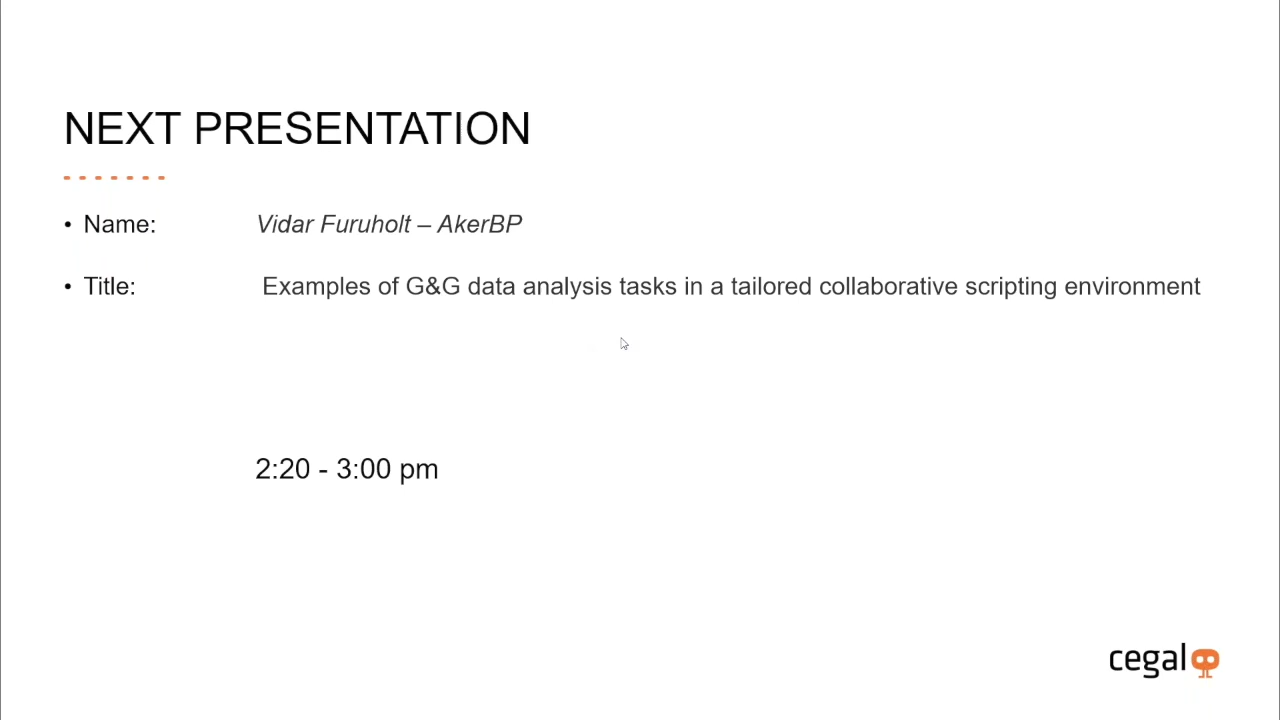 NEXT PRESENTATION
• Name: Vidar Furuholt – AkerBP
• Title: Examples of G&G data analysis tasks in a tailored collaborative scripting environment
2:20 - 3:00 pm
cegal